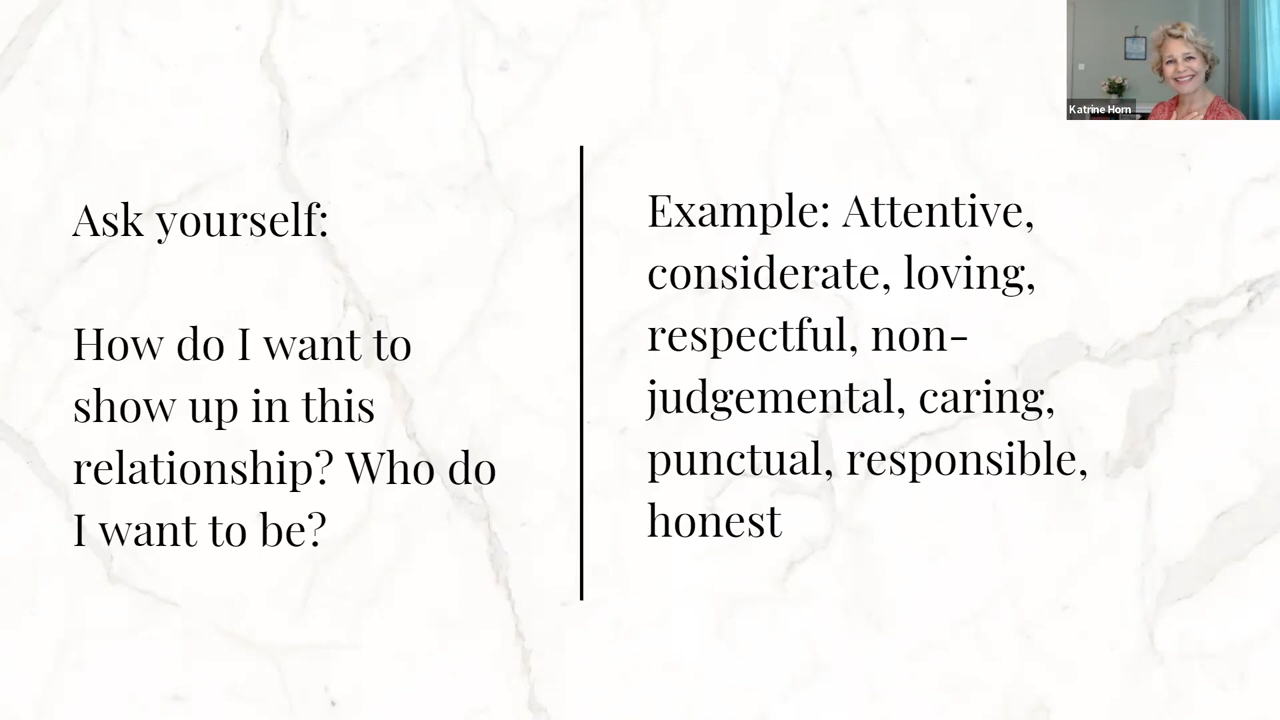 Katrine Horn
Ask yourself:
How do I want to
show up in this
relationship? Who do
I want to be?
Example: Attentive,
considerate, loving,
respectful, non-
judgemental, caring,
punctual, responsible,
honest